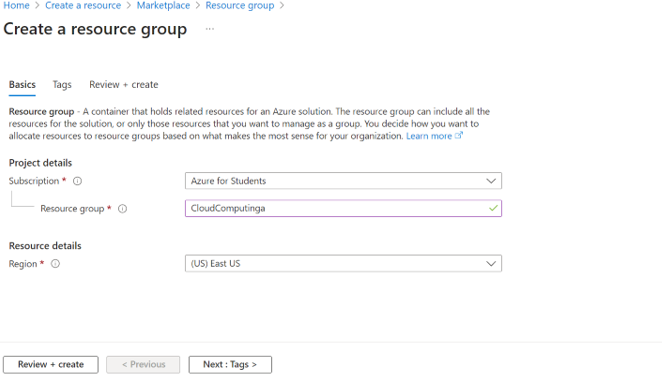 Home > Create a resource > Marketplace > Resource group >
Create a resource group ...
Basics Tags Review + create
Resource group - A container that holds related resources for an Azure solution. The resource group can include all the
resources for the solution, or only those resources that you want to manage as a group. You decide how you want to
allocate resources to resource groups based on what makes the most sense for your organization. Learn more
Project details
Subscription * Azure for Students
Resource group * CloudComputinga
Resource details
Region * (US) East US
Review + create < Previous Next : Tags >